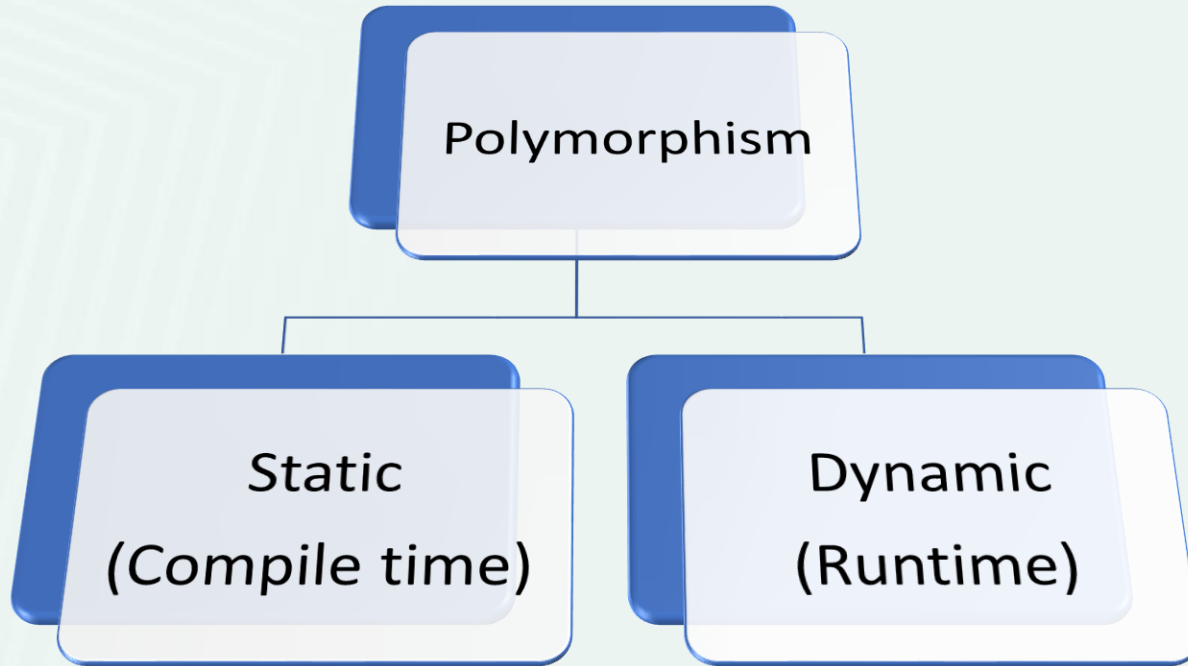 Polymorphism
Static
(Compile time)
Dynamic
(Runtime)